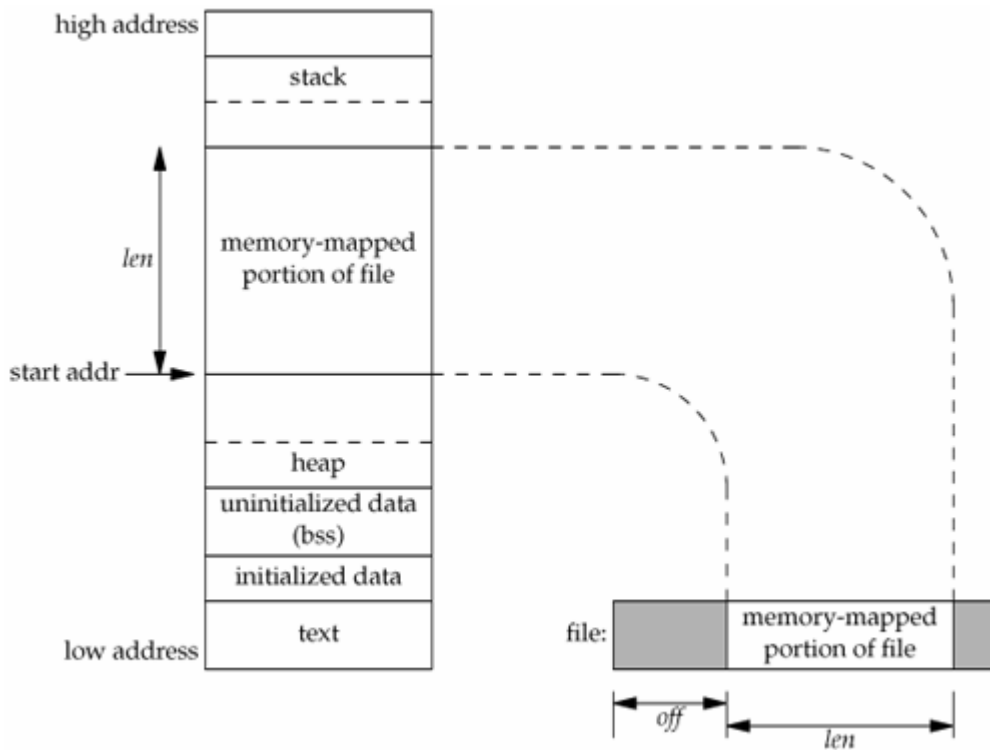 high address
stack
memory-mapped
portion of file
len
start addr
heap
uninitialized data
(bss)
initialized data
text
low address
file:
memory-mapped
portion of file
off
len